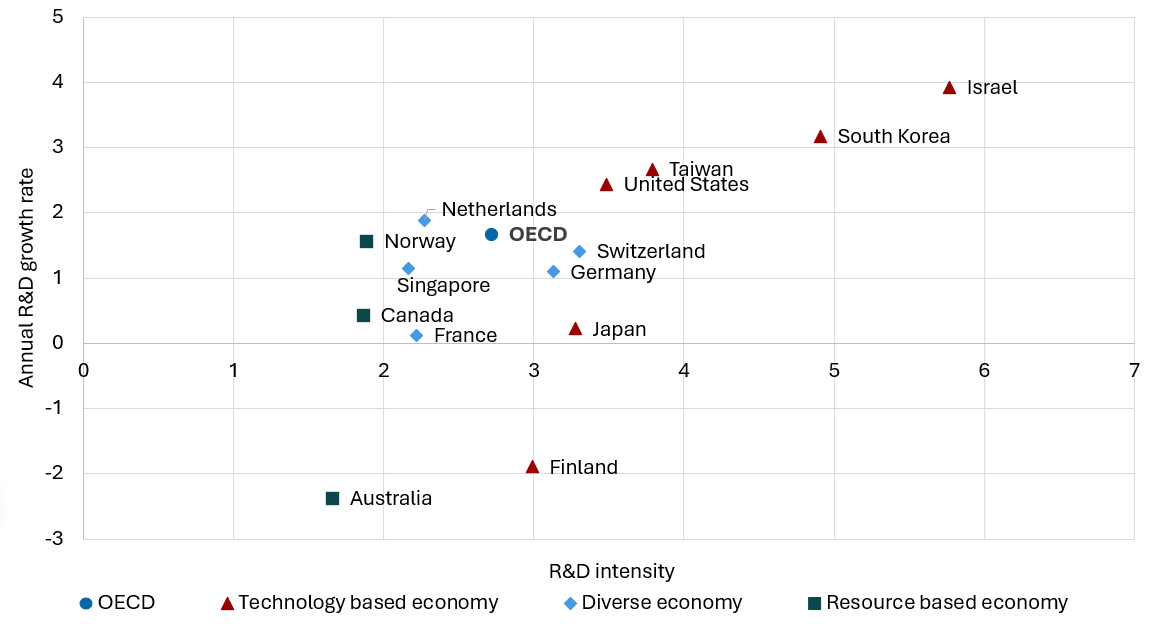 5
4
3
2
1
0
-1
-2
-3
Annual R&D growth rate
Israel
South Korea
Taiwan
United States
Netherlands
OECD
Norway
Switzerland
Germany
Singapore
Canada
Japan
France
0 1 2 3 4 5 6 7
Finland
Australia
R&D intensity
OECD Technology based economy Diverse economy Resource based economy